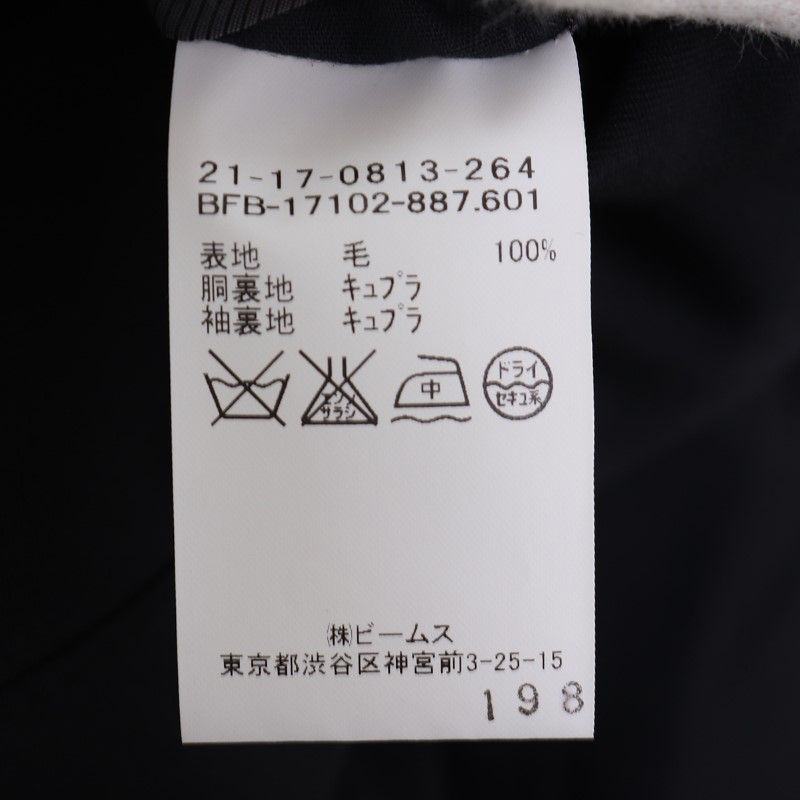 21-17-0813-264
BFB-17102-887.601
表地 毛 100%
胴裏地 キュプラ
袖裏地 キュプラ
エンソサラシ
中
ドライ
セキユ系
㈱ビームス
東京都渋谷区神宮前3-25-15
198